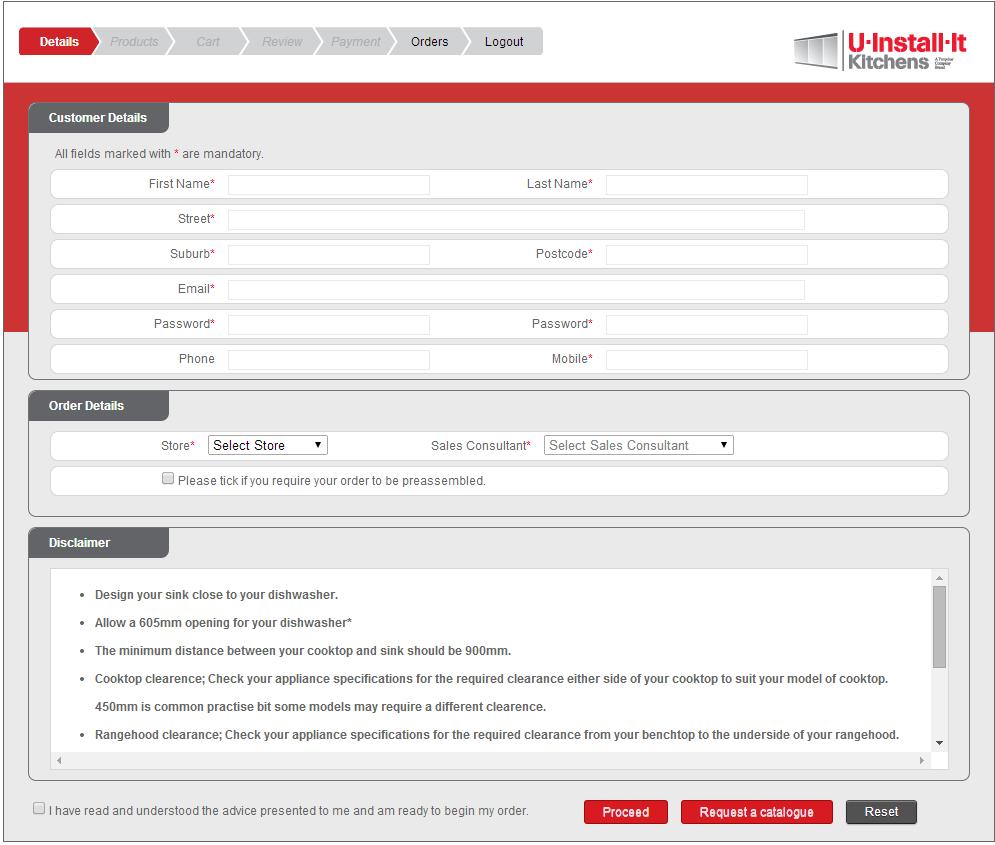 Details Products Cart Review Payment Orders Logout
U·Install·It
Kitchens
Customer Details
All fields marked with * are mandatory.
First Name* Last Name*
Street*
Suburb* Postcode*
Email*
Password* Password*
Phone Mobile*
Order Details
Store* Select Store Sales Consultant* Select Sales Consultant
Please tick if you require your order to be preassembled.
Disclaimer
• Design your sink close to your dishwasher.
• Allow a 605mm opening for your dishwasher*
• The minimum distance between your cooktop and sink should be 900mm.
• Cooktop clearence; Check your appliance specifications for the required clearance either side of your cooktop to suit your model of cooktop.
450mm is common practise bit some models may require a different clearence.
• Rangehood clearance; Check your appliance specifications for the required clearance from your benchtop to the underside of your rangehood.
I have read and understood the advice presented to me and am ready to begin my order. Proceed Request a catalogue Reset